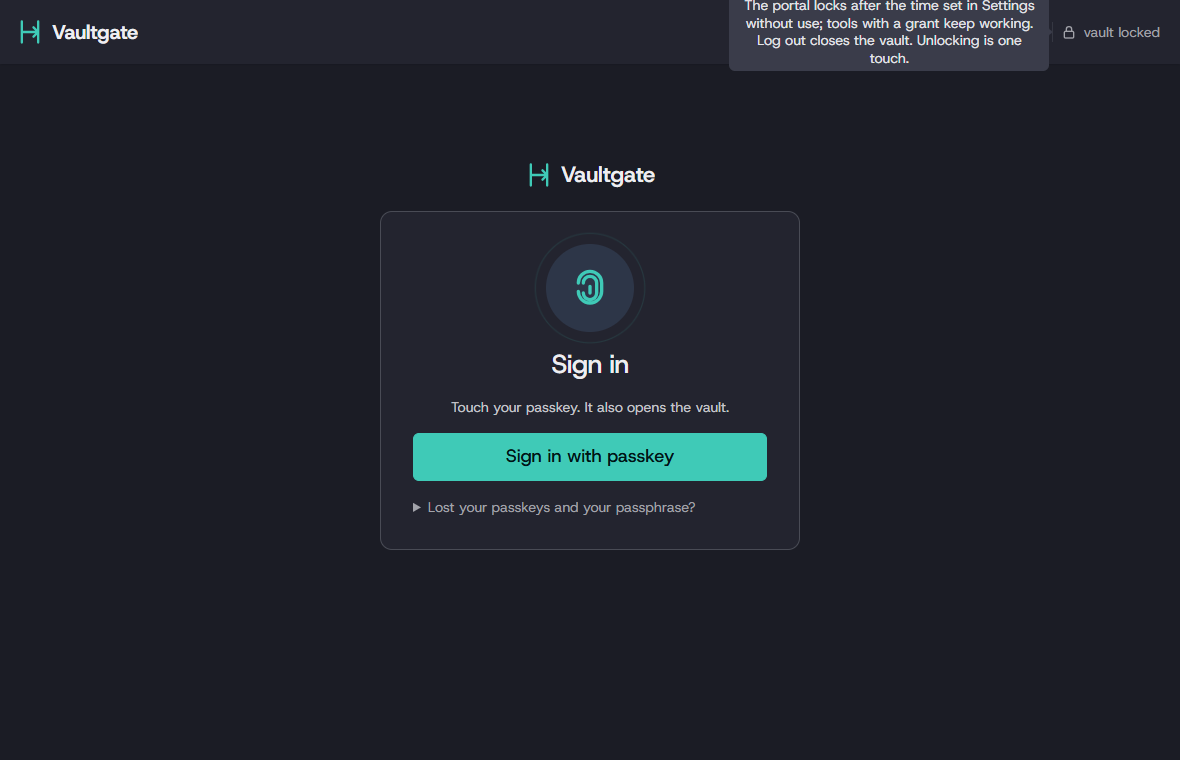 Vaultgate
The portal locks after the time set in Settings
without use; tools with a grant keep working.
Log out closes the vault. Unlocking is one
touch.
vault locked
Vaultgate
Sign in
Touch your passkey. It also opens the vault.
Sign in with passkey
Lost your passkeys and your passphrase?